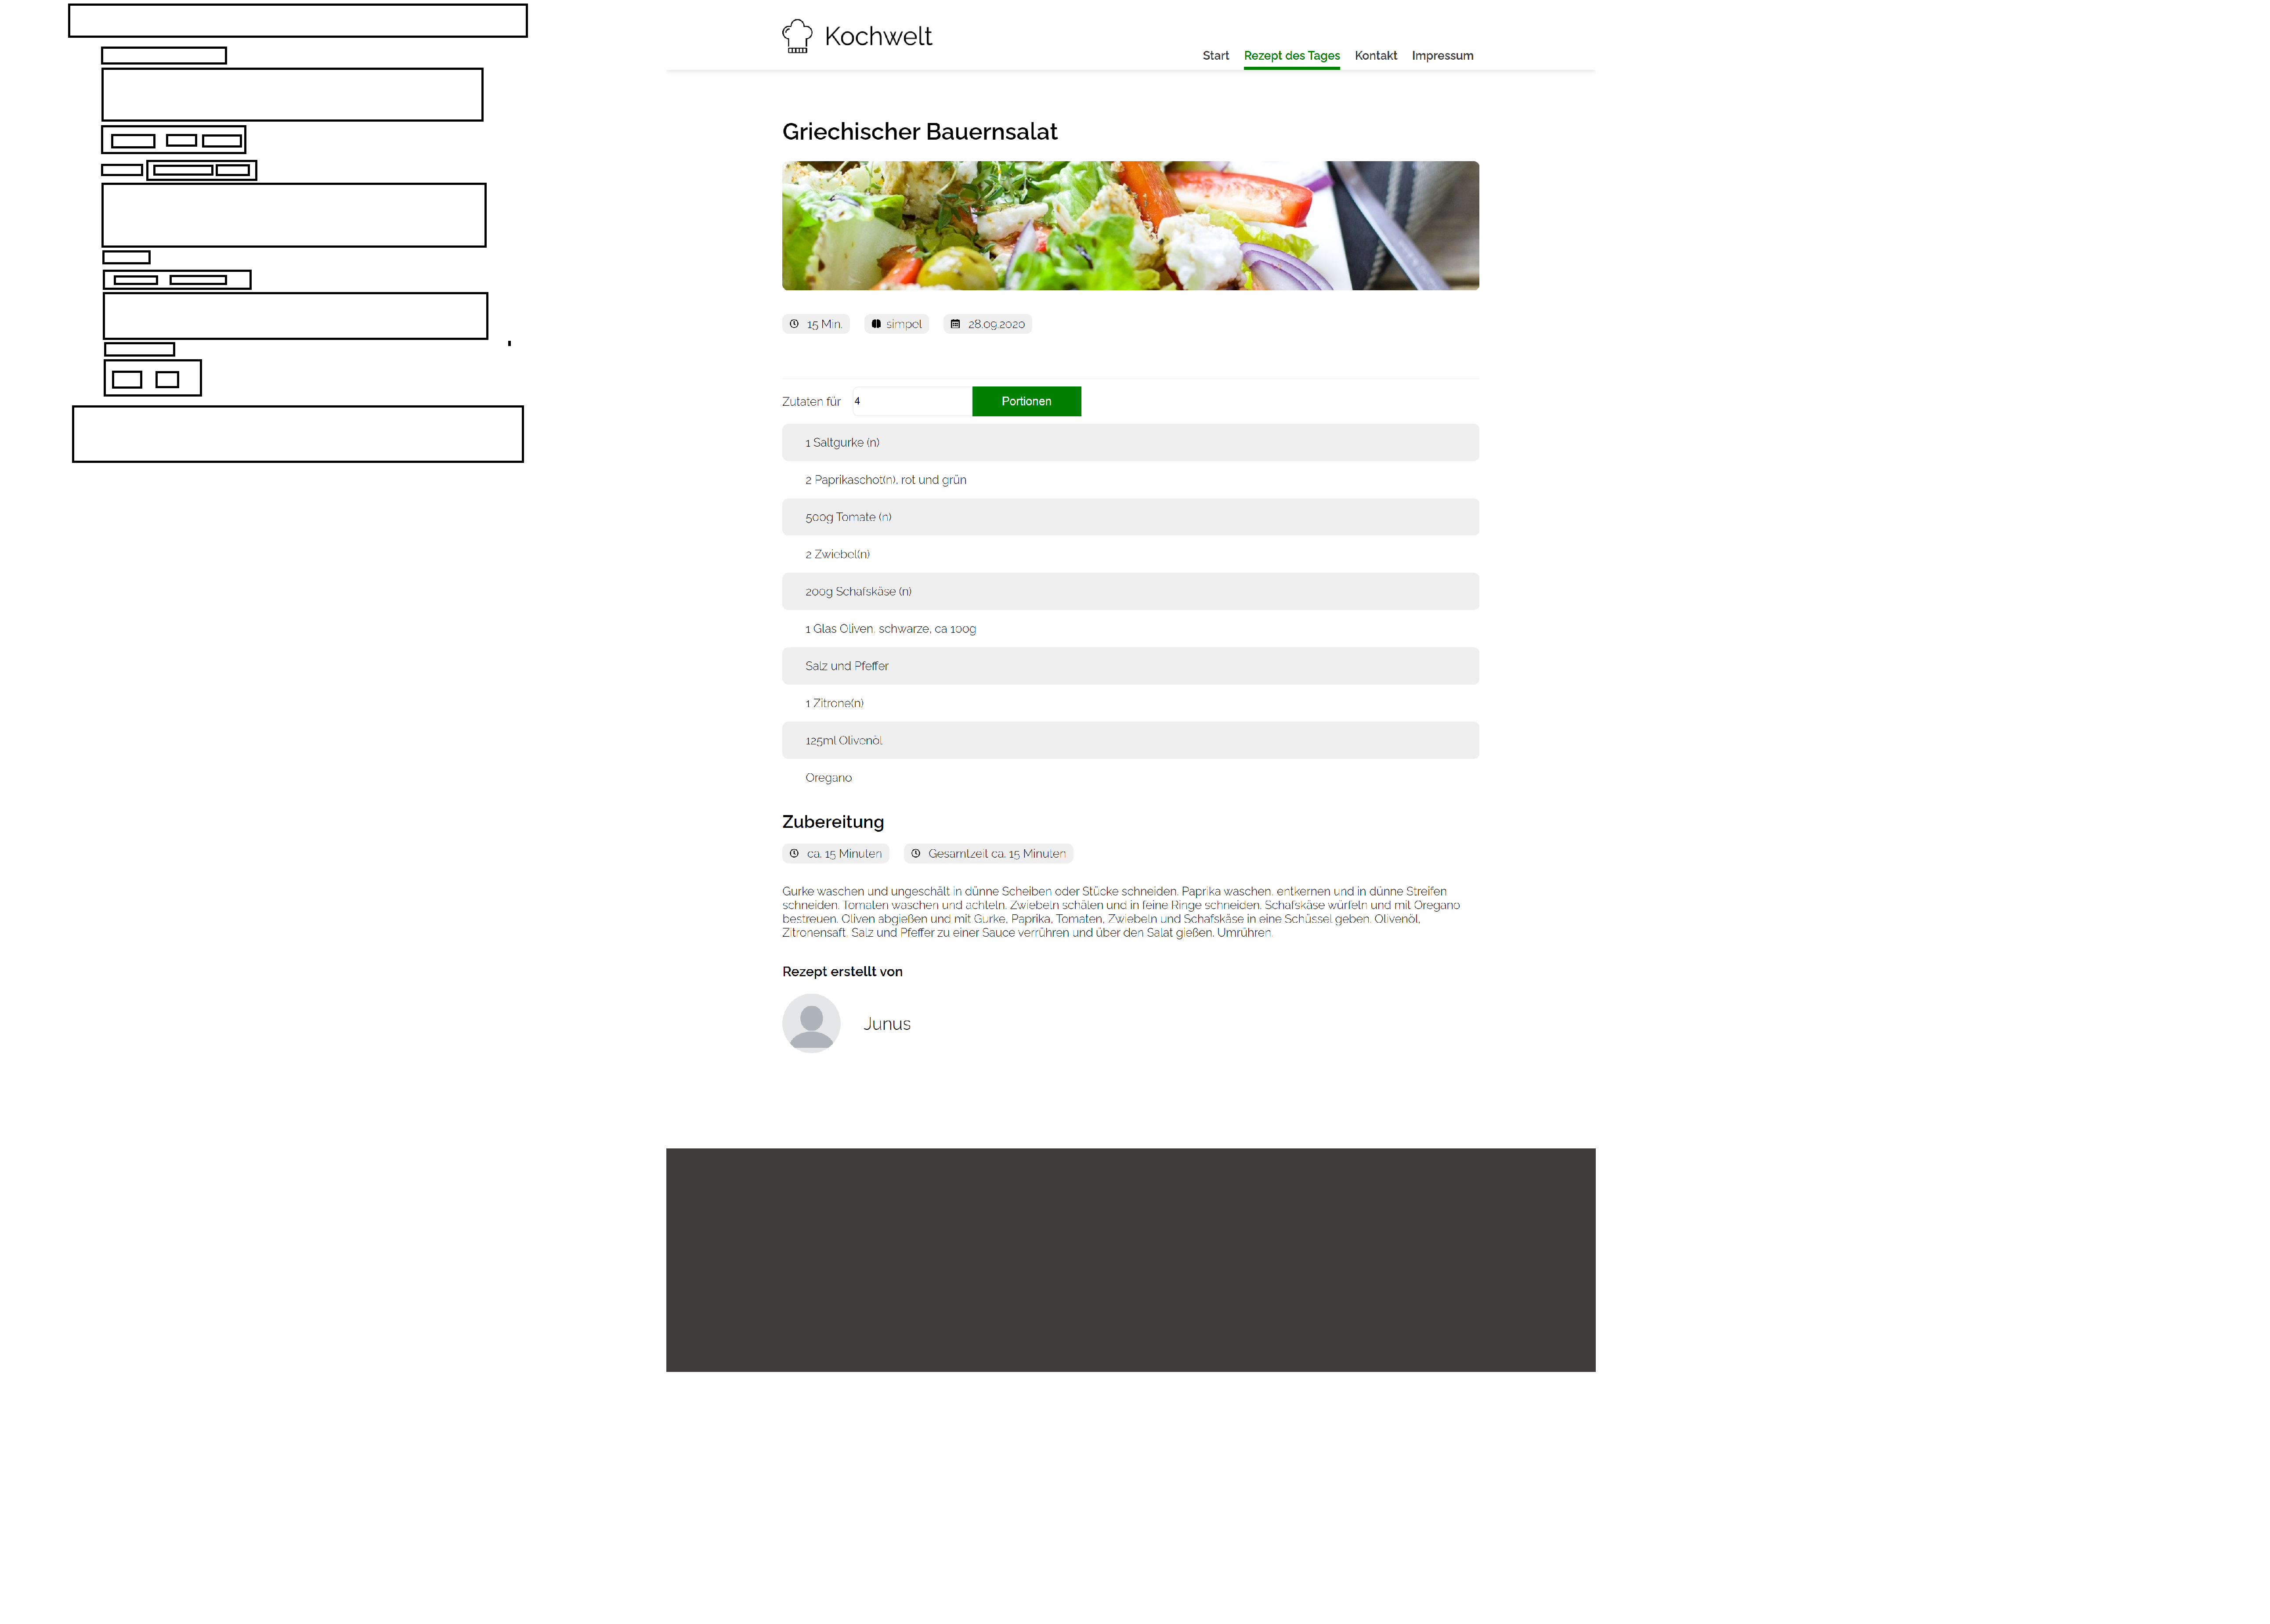 Kochwelt
Start Rezept des Tages Kontakt Impressum
Griechischer Bauernsalat
15 Min. simpel 28.09.2020
Zutaten für 4 Portionen
1 Saltgurke (n)
2 Paprikaschot(n), rot und grün
500g Tomate (n)
2 Zwiebel(n)
200g Schafskäse (n)
1 Glas Oliven, schwarze, ca 100g
Salz und Pfeffer
1 Zitrone(n)
125ml Olivenöl
Oregano
Zubereitung
ca. 15 Minuten Gesamtzeit ca. 15 Minuten
Gurke waschen und ungeschält in dünne Scheiben oder Stücke schneiden. Paprika waschen, entkernen und in dünne Streifen
schneiden. Tomaten waschen und achteln. Zwiebeln schälen und in feine Ringe schneiden. Schafskäse würfeln und mit Oregano
bestreuen. Oliven abgießen und mit Gurke, Paprika, Tomaten, Zwiebeln und Schafskäse in eine Schüssel geben. Olivenöl,
Zitronensaft, Salz und Pfeffer zu einer Sauce verrühren und über den Salat gießen. Umrühren.
Rezept erstellt von
Junus